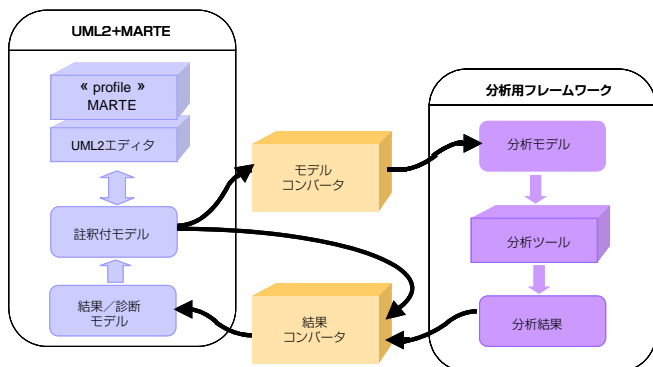 UML2+MARTE
« profile »
MARTE
UML2エディタ
註釈付モデル
結果／診断
モデル
モデル
コンバータ
結果
コンバータ
分析用フレームワーク
分析モデル
分析ツール
分析結果